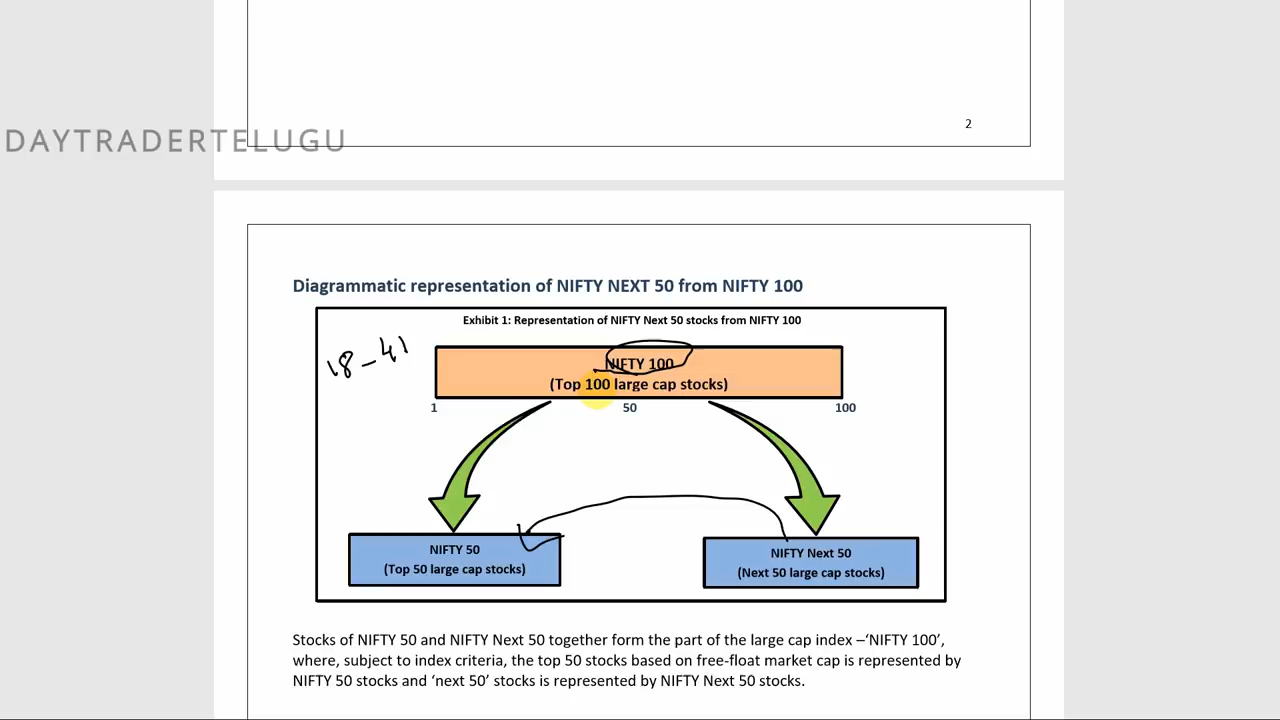 2
DAYTRADERTELUGU
Diagrammatic representation of NIFTY NEXT 50 from NIFTY 100
Exhibit 1: Representation of NIFTY Next 50 stocks from NIFTY 100
18-41
NIFTY 100
(Top 100 large cap stocks)
1 50 100
NIFTY 50
(Top 50 large cap stocks)
NIFTY Next 50
(Next 50 large cap stocks)
Stocks of NIFTY 50 and NIFTY Next 50 together form the part of the large cap index –‘NIFTY 100’,
where, subject to index criteria, the top 50 stocks based on free-float market cap is represented by
NIFTY 50 stocks and ‘next 50’ stocks is represented by NIFTY Next 50 stocks.